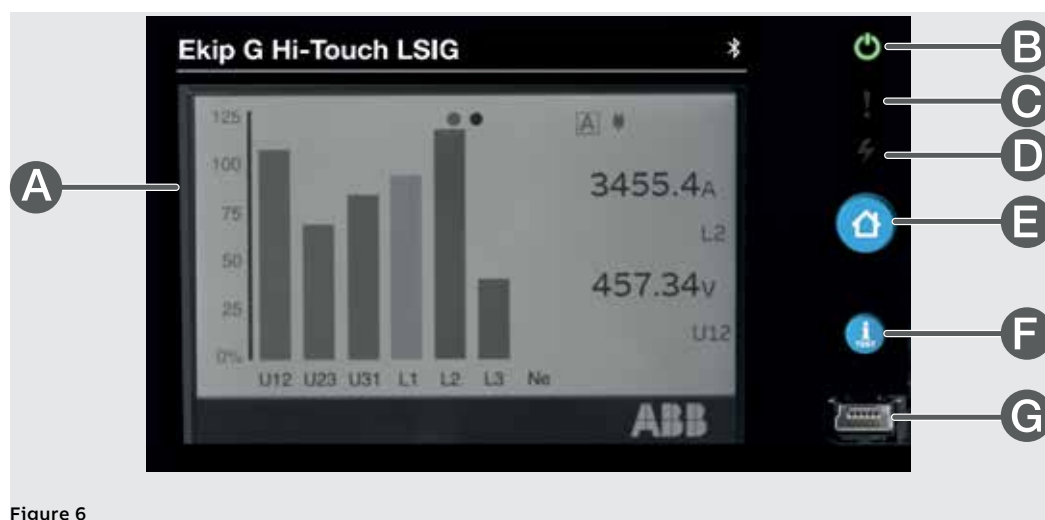 Ekip G Hi-Touch LSIG
125
100
75
50
25
0%
U12 U23 U31 L1 L2 L3 Ne
A
3455.4A
L2
457.34V
U12
ABB
i
TEST
A
B
C
D
E
F
G
Figure 6